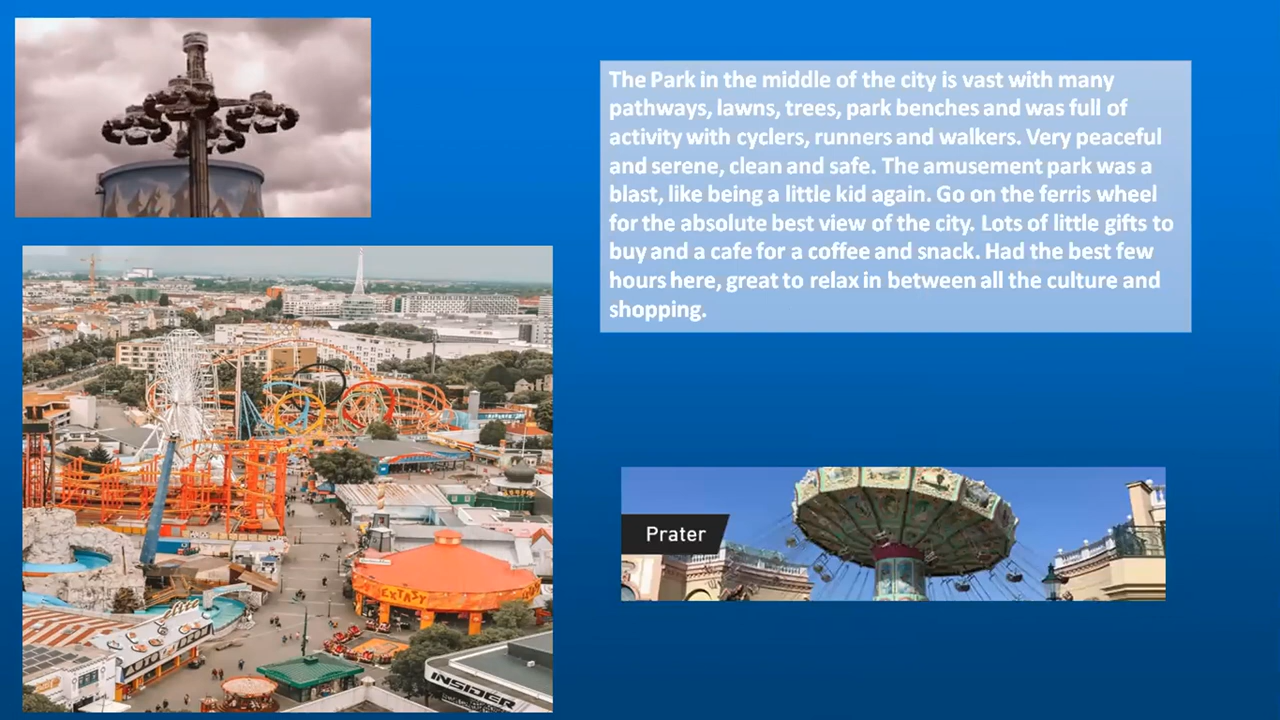 The Park in the middle of the city is vast with many
pathways, lawns, trees, park benches and was full of
activity with cyclers, runners and walkers. Very peaceful
and serene, clean and safe. The amusement park was a
blast, like being a little kid again. Go on the ferris wheel
for the absolute best view of the city. Lots of little gifts to
buy and a cafe for a coffee and snack. Had the best few
hours here, great to relax in between all the culture and
shopping.
Prater
EXTASY
INSIDER